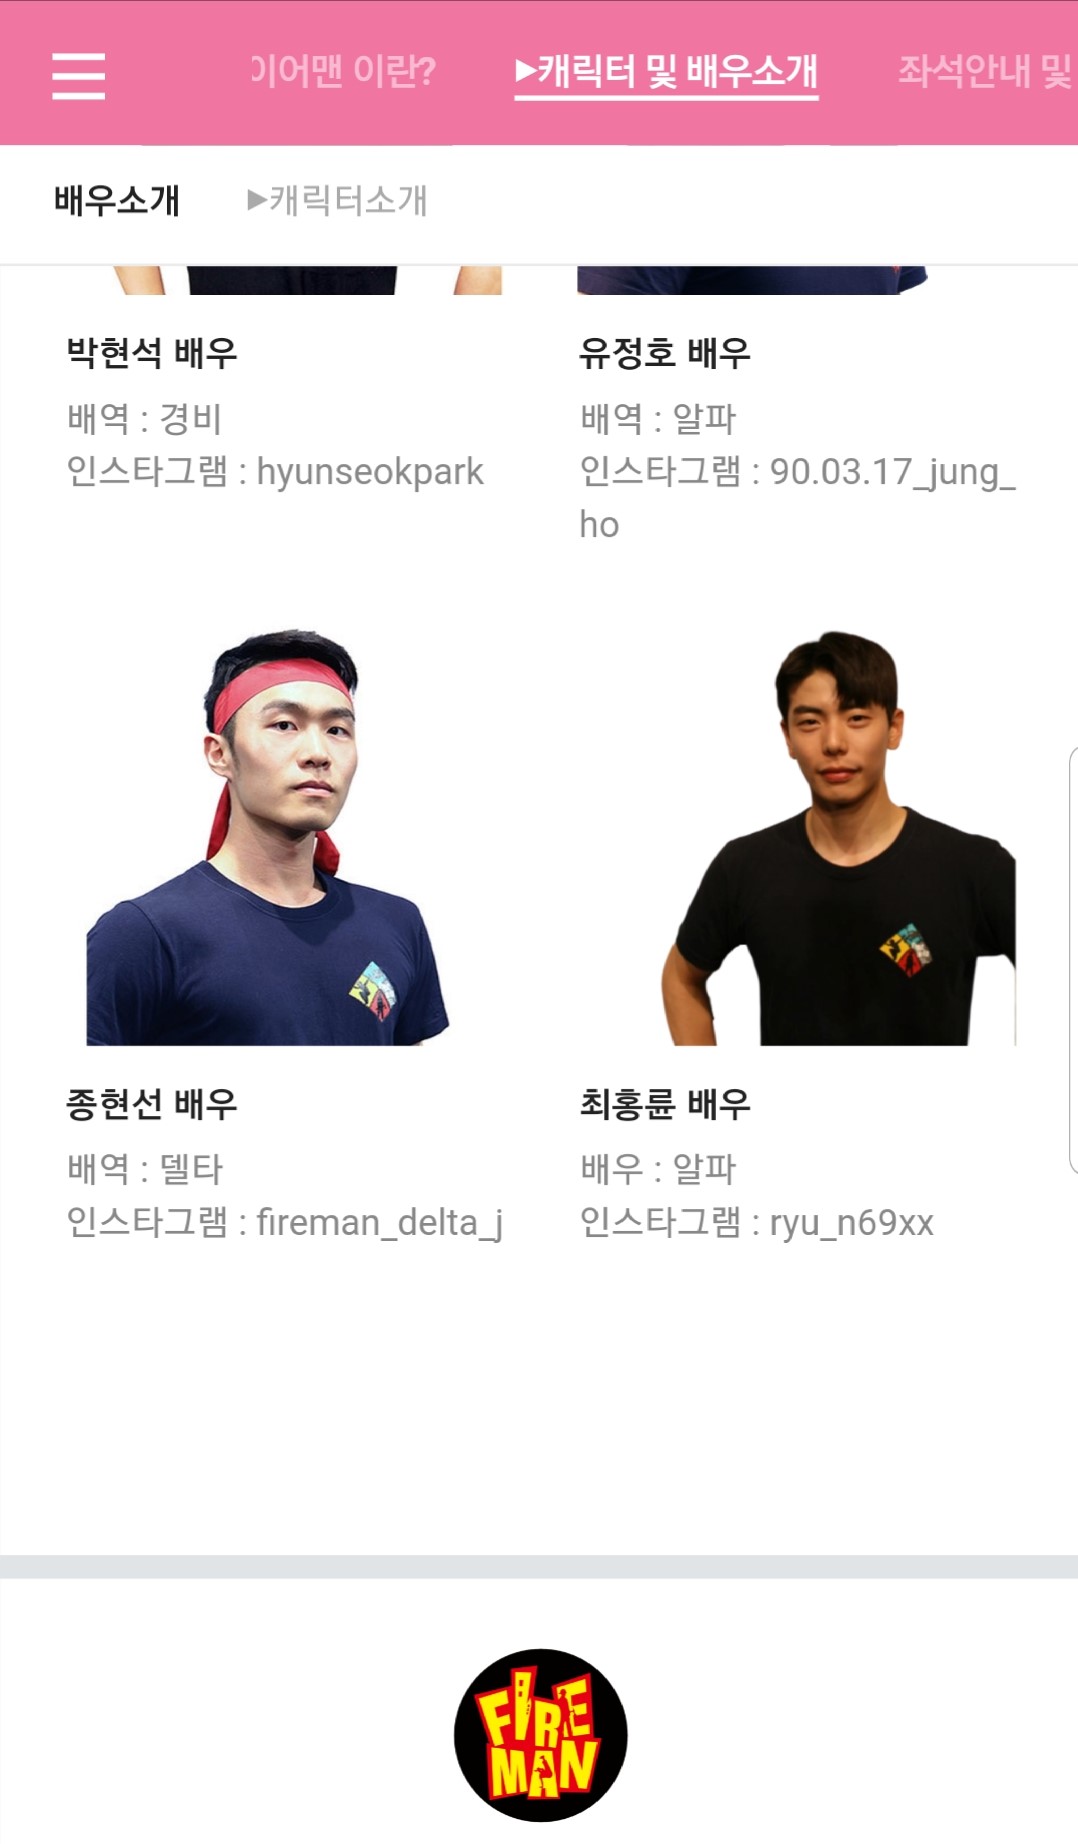 이어맨 이란? ▶캐릭터 및 배우소개 좌석안내 및
배우소개 ▶캐릭터소개
박현석 배우
배역 : 경비
인스타그램 : hyunseokpark
유정호 배우
배역 : 알파
인스타그램 : 90.03.17_jung_
ho
종현선 배우
배역 : 델타
인스타그램 : fireman_delta_j
최홍륜 배우
배우 : 알파
인스타그램 : ryu_n69xx
FIRE
MAN